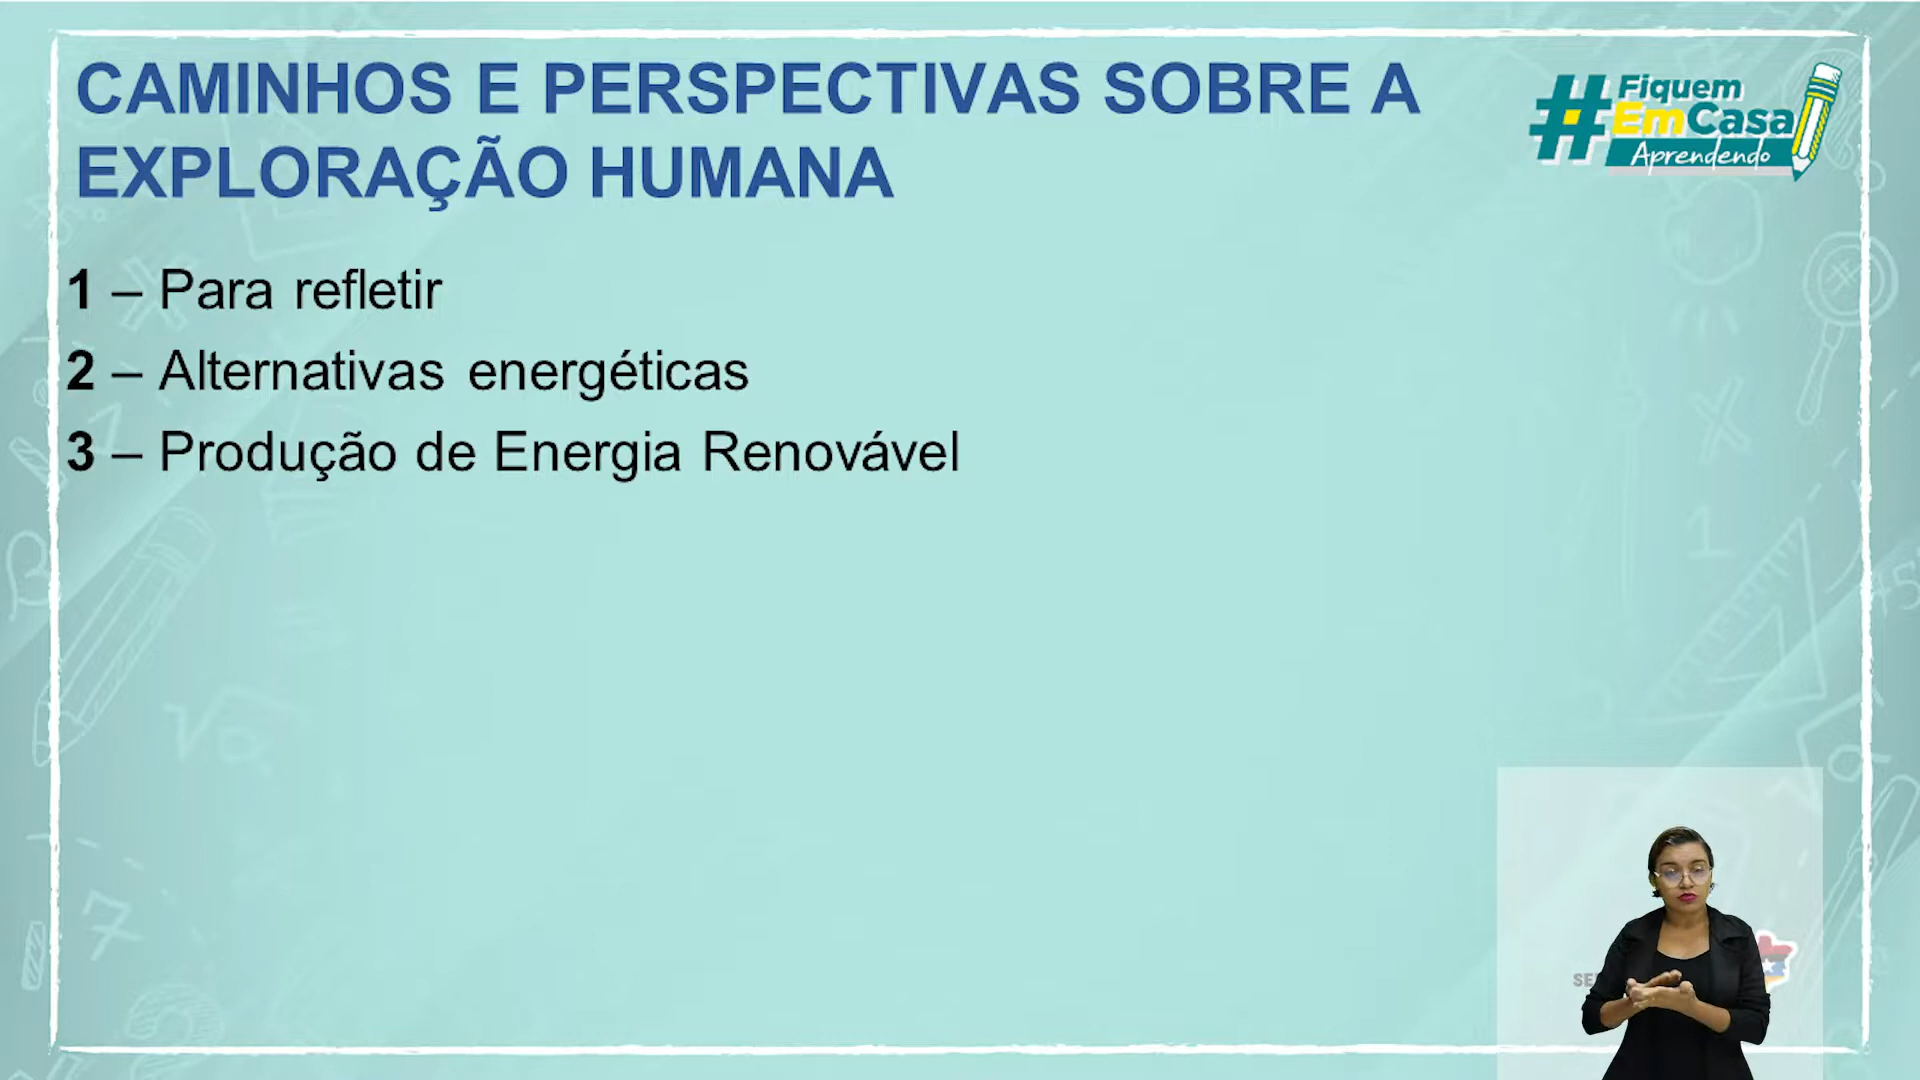 CAMINHOS E PERSPECTIVAS SOBRE A
EXPLORAÇÃO HUMANA
#Fiquem
EmCasa
Aprendendo
1 – Para refletir
2 – Alternativas energéticas
3 – Produção de Energia Renovável